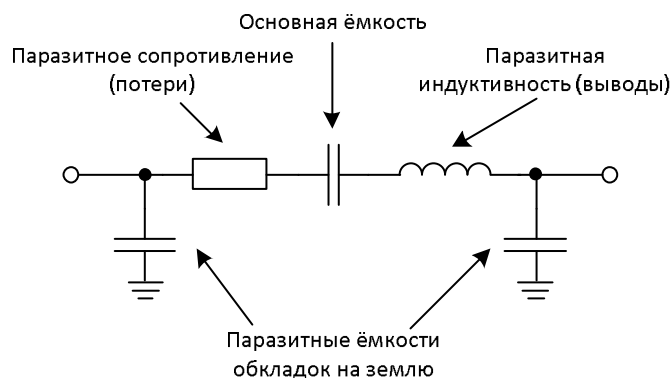 Основная ёмкость
Паразитное сопротивление
(потери)
Паразитная
индуктивность (выводы)
Паразитные ёмкости
обкладок на землю